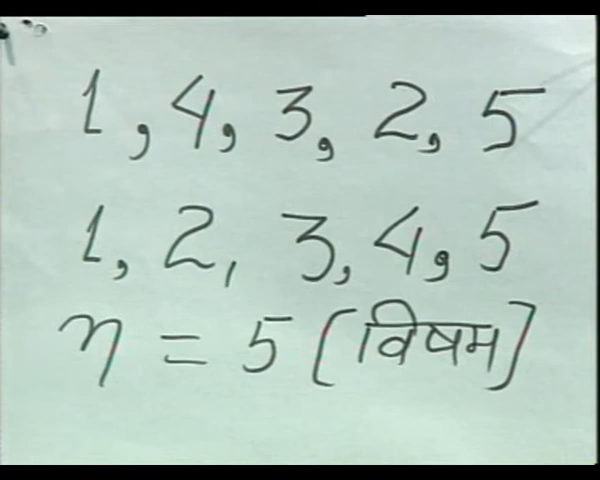 1, 4, 3, 2, 5
1, 2, 3, 4, 5
n = 5 (विषम)